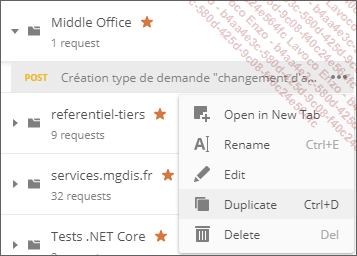 Middle Office
1 request
POST Création type de demande "changement d'a... •••
referentiel-tiers
9 requests
services.mgdis.fr
32 requests
Tests .NET Core
Open in New Tab
Rename Ctrl+E
Edit
Duplicate Ctrl+D
Delete Del